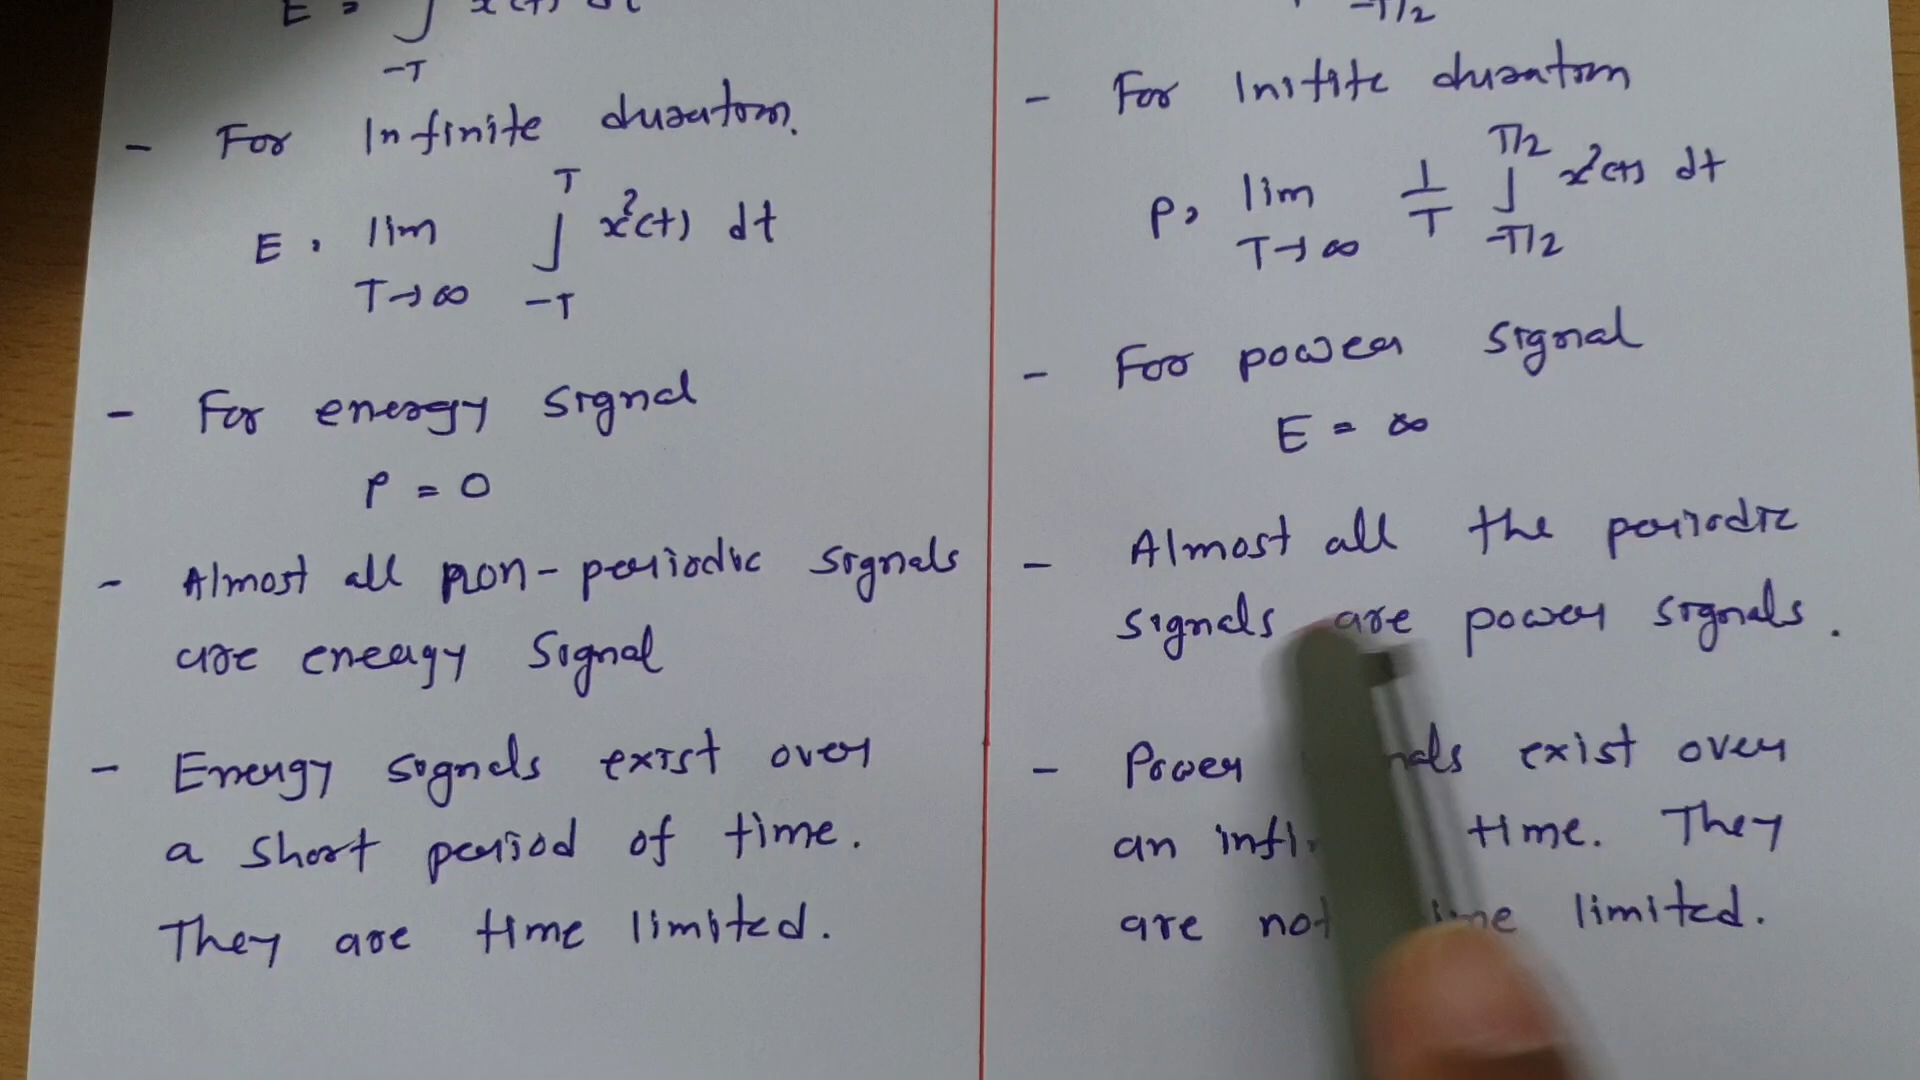 E = ∫ x(t) dt
-T
- For Infinite duration.
T
E = lim ∫ x²(t) dt
T→∞ -T
- For energy signal
P = 0
- Almost all non-periodic signals
are energy signal
- Energy signals exist over
a short period of time.
They are time limited.
-T/2
- For Initite duration
T/2
P = lim 1/T ∫ x²(t) dt
T→∞ -T/2
- For power signal
E = ∞
- Almost all the periodic
signals are power signals.
- Power exist over
an time. They
are not limited.